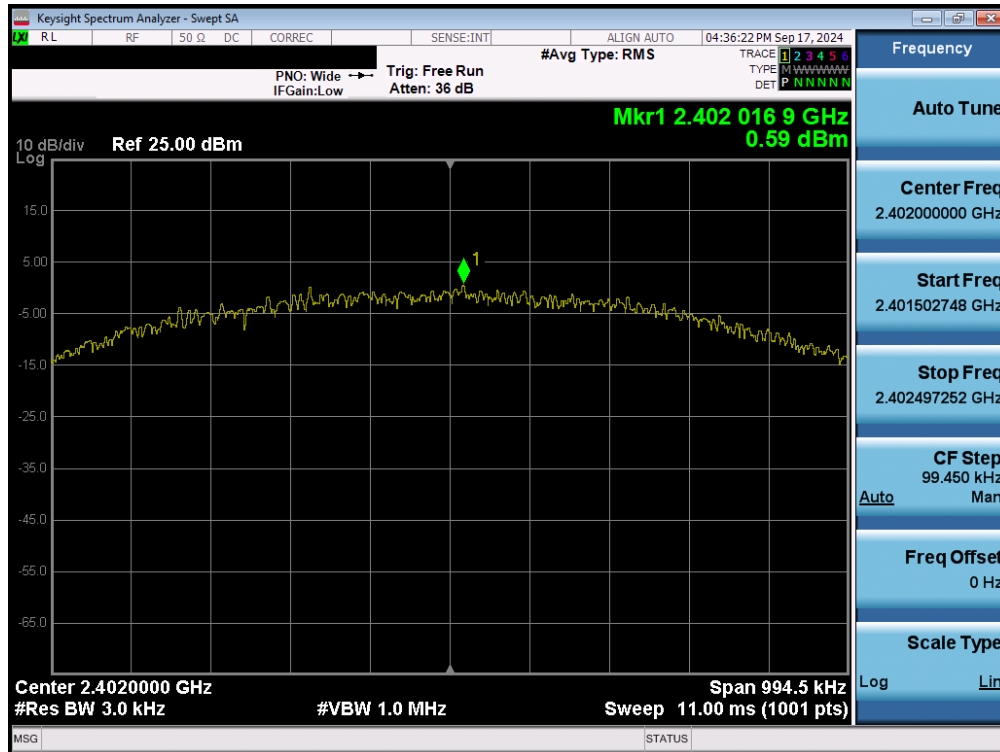 Keysight Spectrum Analyzer - Swept SA
LXI RL RF 50 Ω DC CORREC SENSE:INT ALIGN AUTO 04:36:22 PM Sep 17, 2024
#Avg Type: RMS
TRACE 1 2 3 4 5 6
PNO: Wide Trig: Free Run
TYPE M WWWWW
IFGain:Low Atten: 36 dB
DET P N N N N N
Mkr1 2.402 016 9 GHz
0.59 dBm
10 dB/div Ref 25.00 dBm
Log
15.0
5.00
1
-5.00
-15.0
-25.0
-35.0
-45.0
-55.0
-65.0
Center 2.4020000 GHz Span 994.5 kHz
#Res BW 3.0 kHz #VBW 1.0 MHz Sweep 11.00 ms (1001 pts)
MSG STATUS
Frequency
Auto Tune
Center Freq
2.402000000 GHz
Start Freq
2.401502748 GHz
Stop Freq
2.402497252 GHz
CF Step
99.450 kHz
Auto Man
Freq Offset
0 Hz
Scale Type
Log Lin